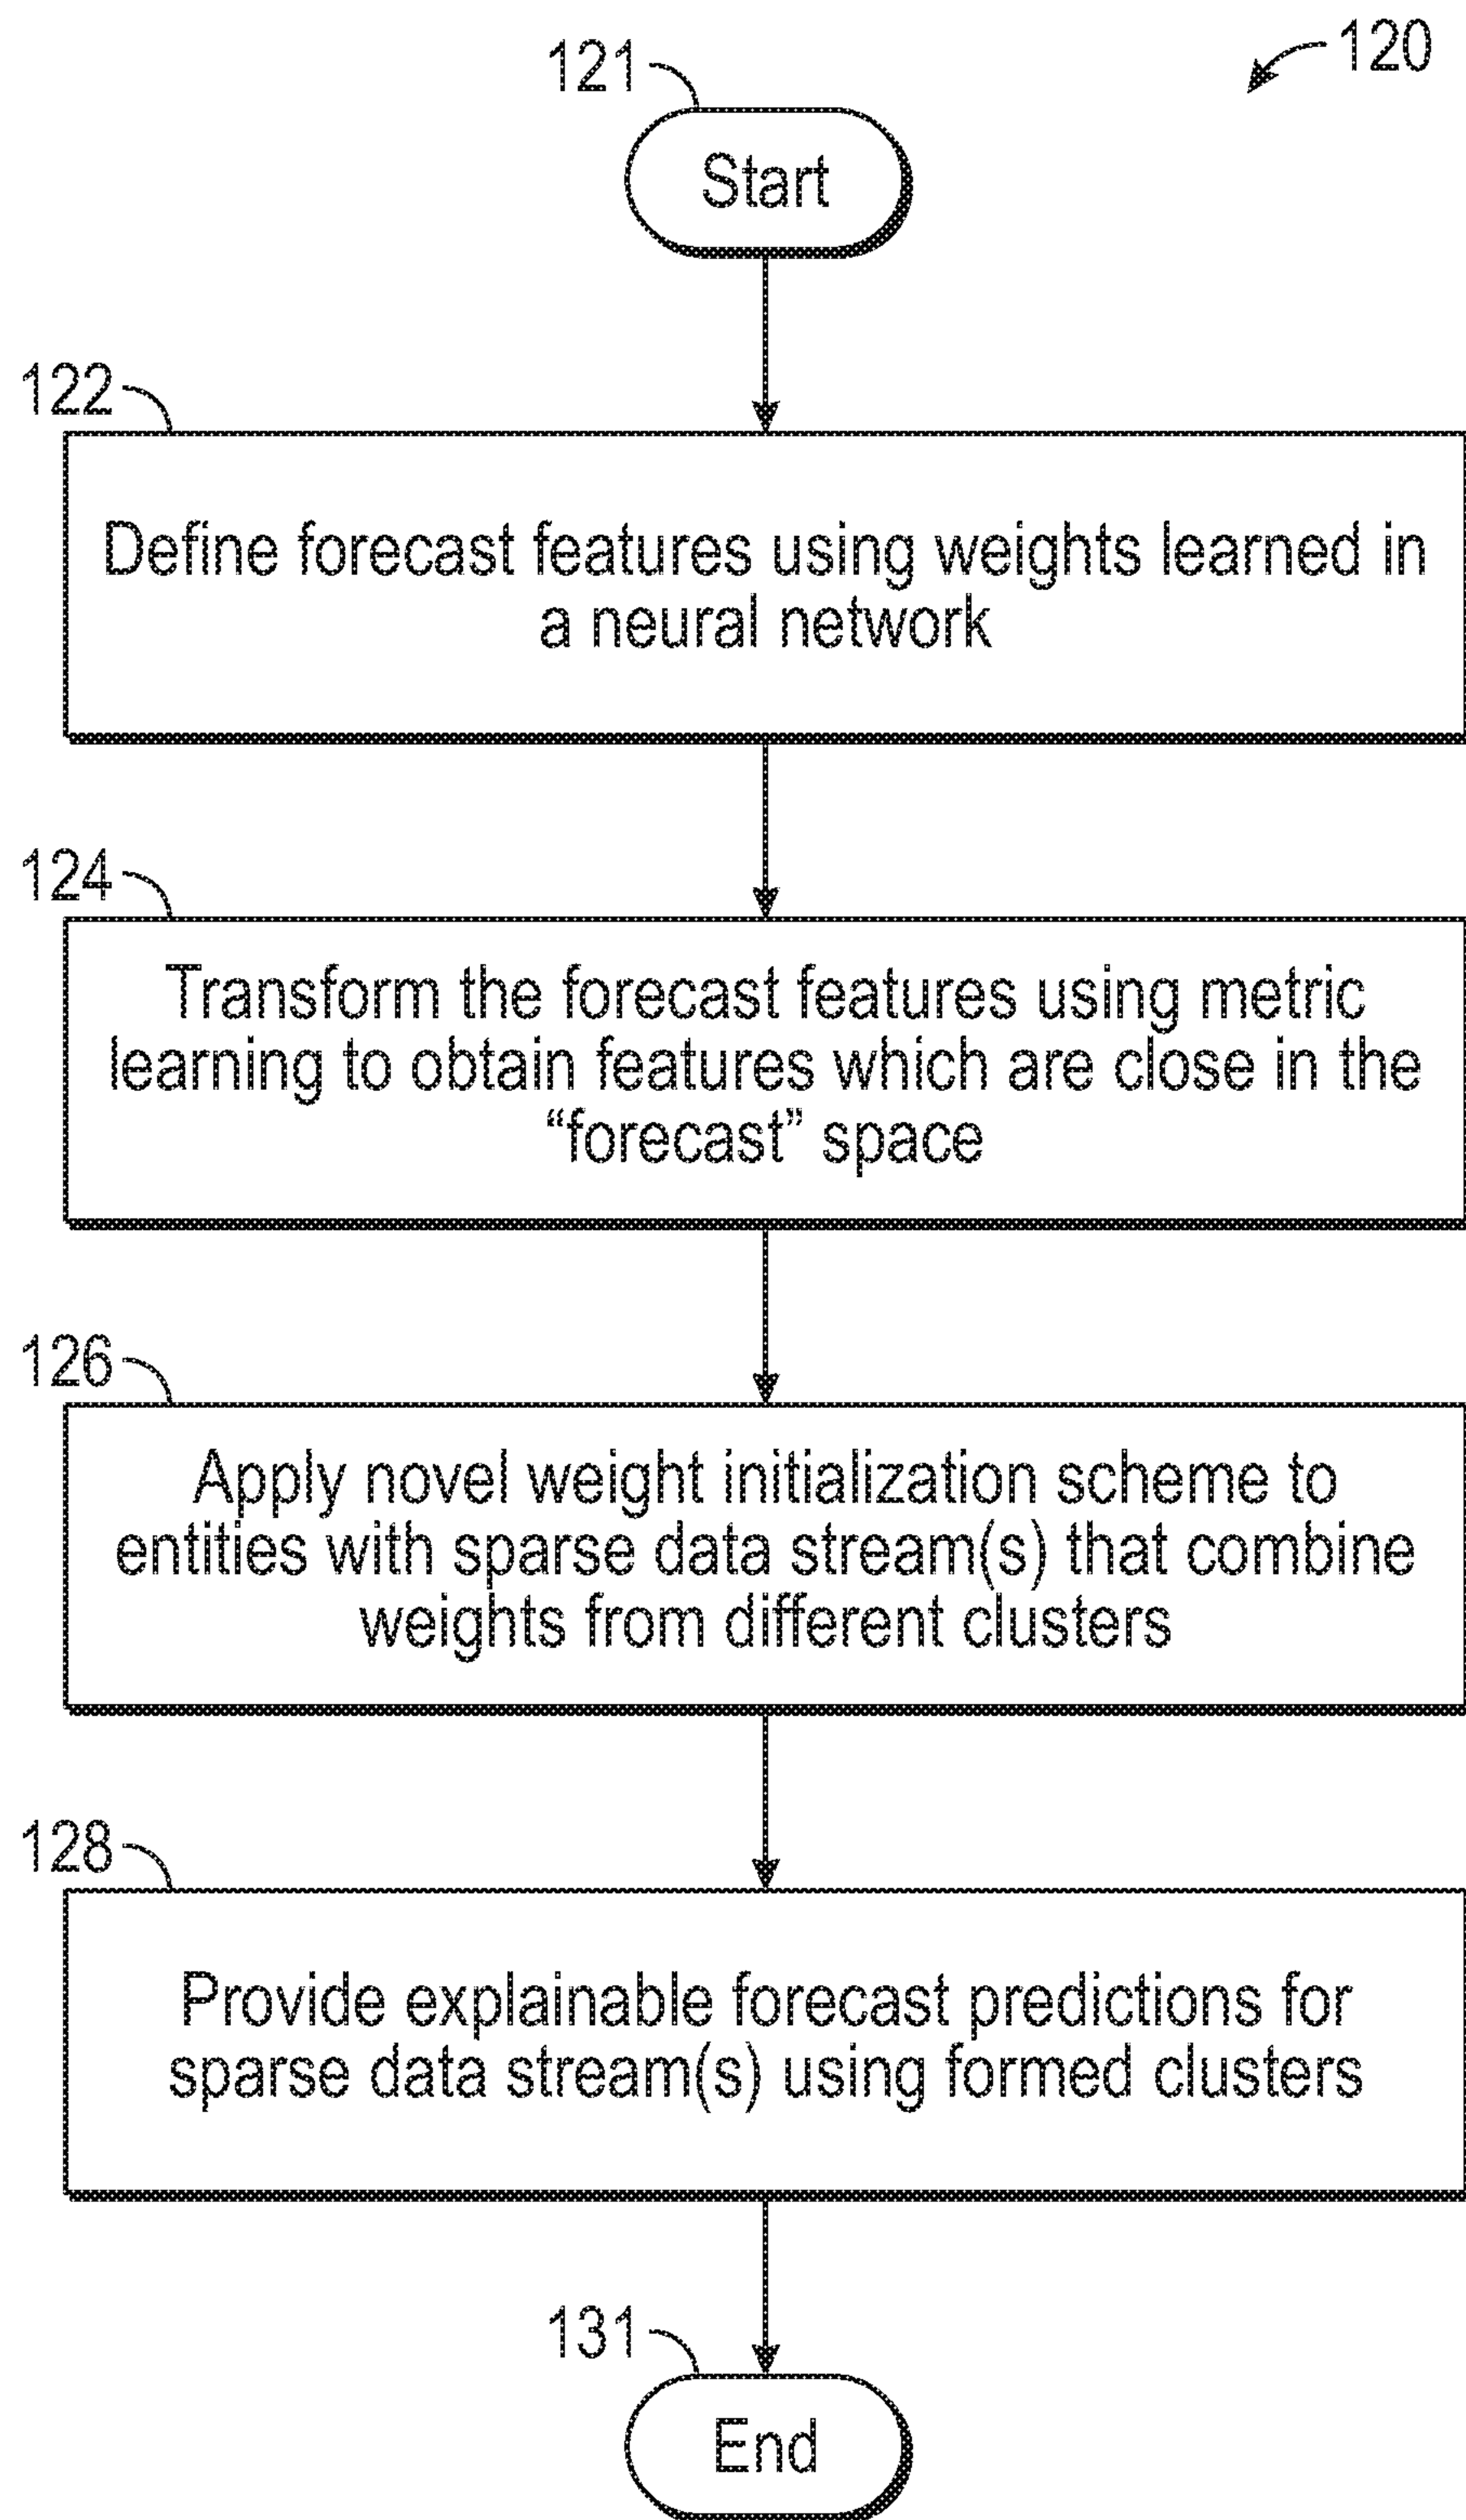 120
121
Start
122
Define forecast features using weights learned in
a neural network
124
Transform the forecast features using metric
learning to obtain features which are close in the
“forecast” space
126
Apply novel weight initialization scheme to
entities with sparse data stream(s) that combine
weights from different clusters
128
Provide explainable forecast predictions for
sparse data stream(s) using formed clusters
131
End